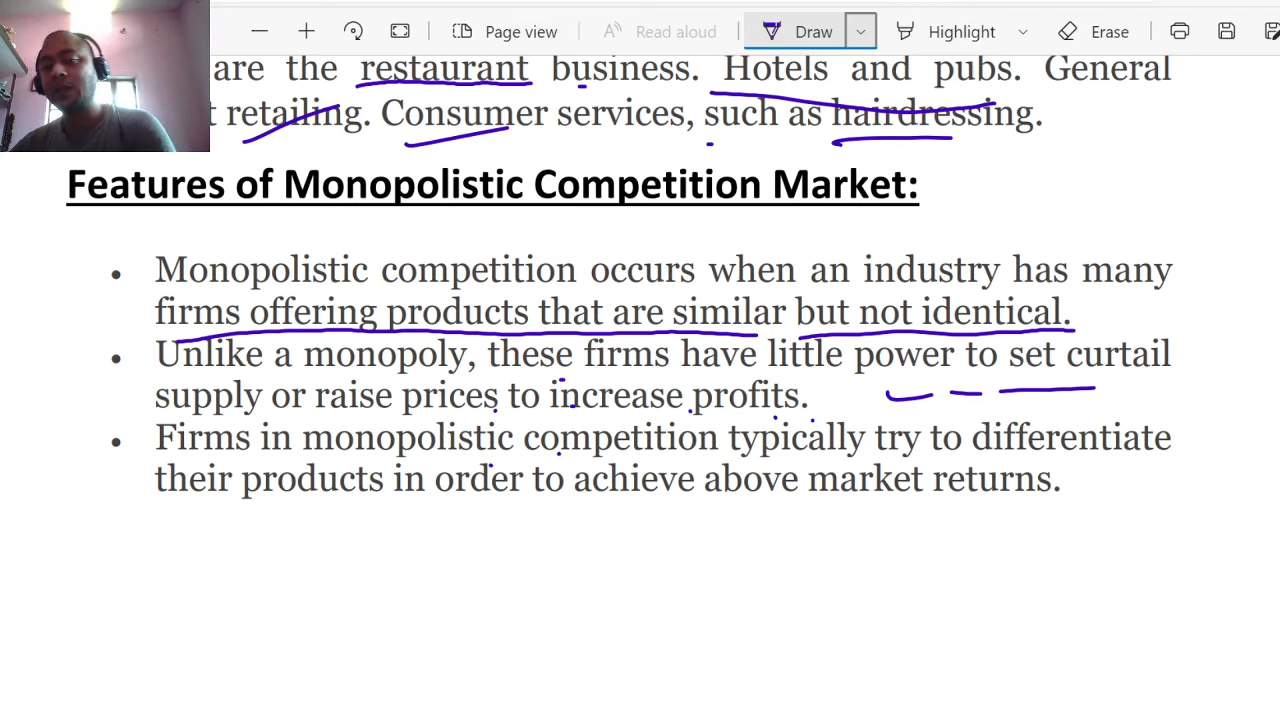 Page view
Read aloud
Draw
Highlight
Erase
are the restaurant business. Hotels and pubs. General
retailing. Consumer services, such as hairdressing.
Features of Monopolistic Competition Market:
• Monopolistic competition occurs when an industry has many
firms offering products that are similar but not identical.
• Unlike a monopoly, these firms have little power to set curtail
supply or raise prices to increase profits.
• Firms in monopolistic competition typically try to differentiate
their products in order to achieve above market returns.